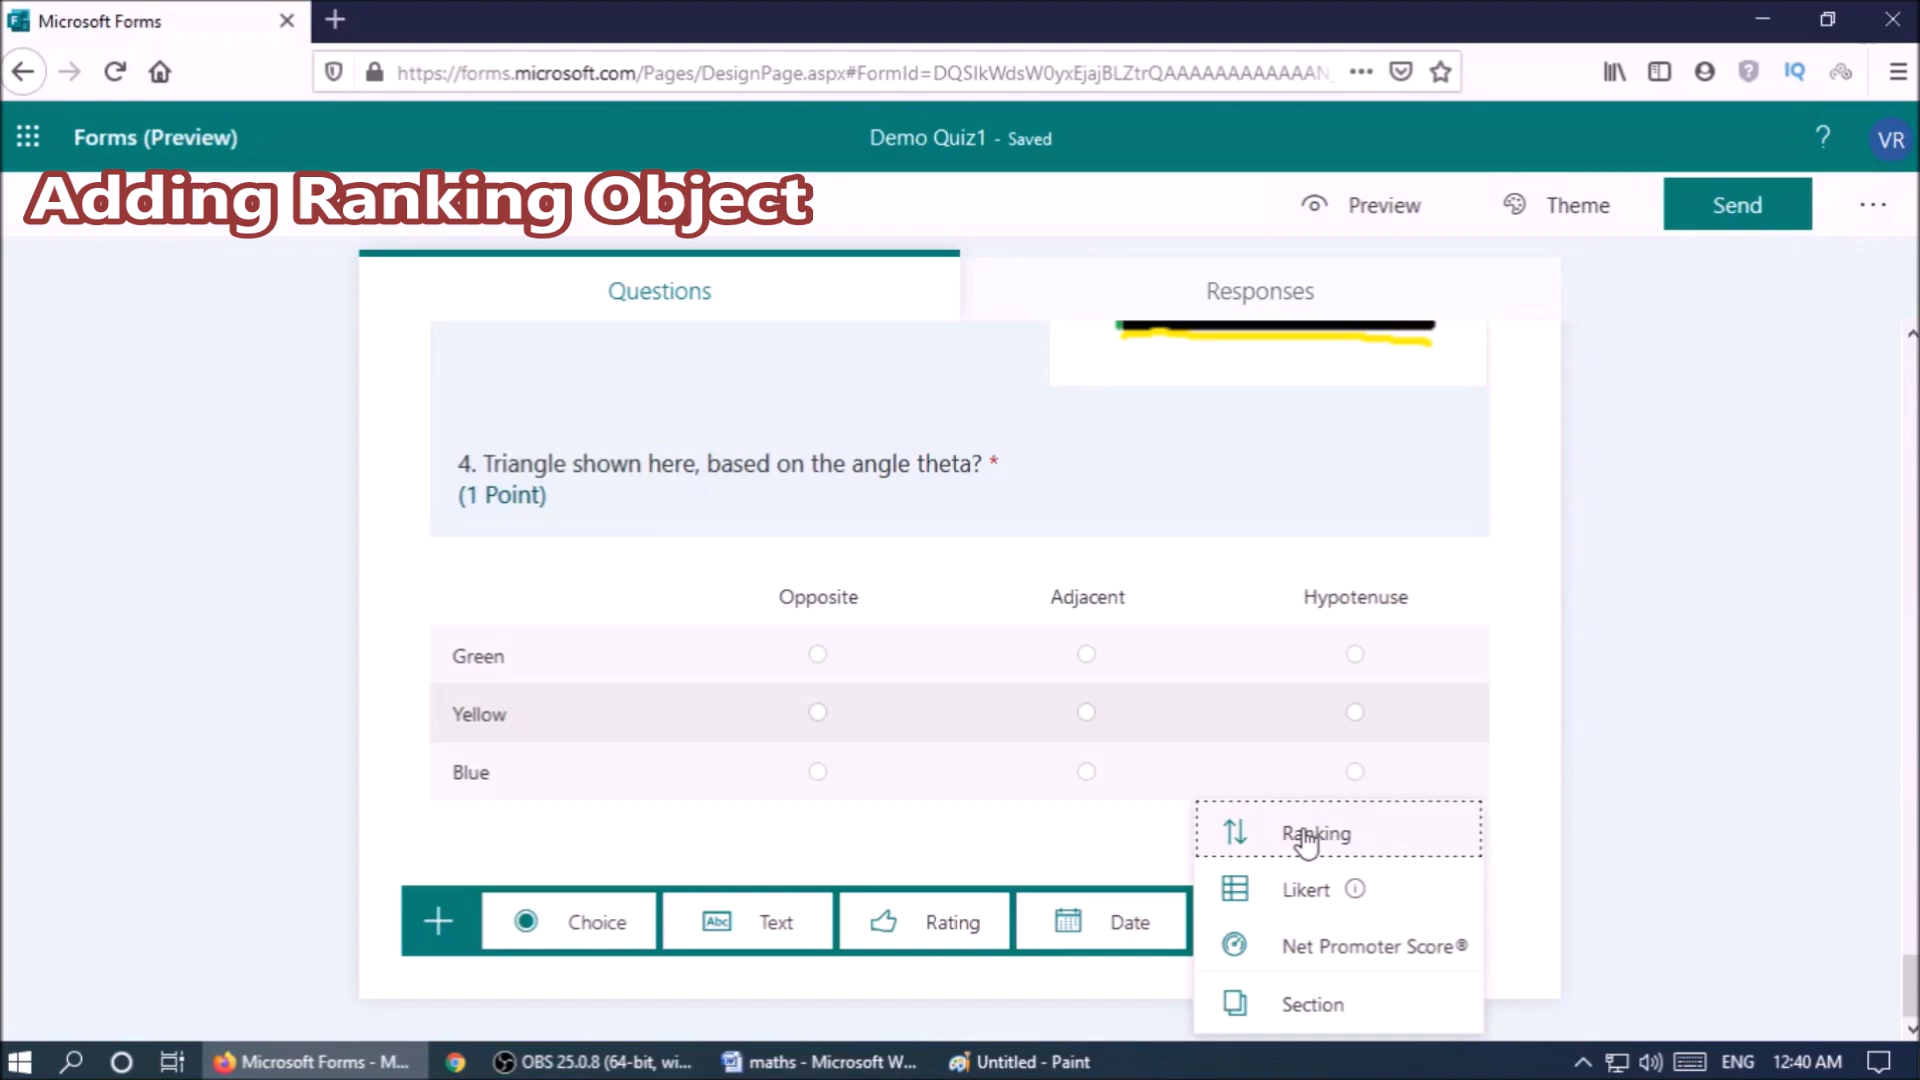 Microsoft Forms
https://forms.microsoft.com/Pages/DesignPage.aspx#FormId=DQSIkWdsW0yxEjajBLZtrQAAAAAAAAAAAAN_
IQ
Forms (Preview)
Demo Quiz1 - Saved
?
VR
Adding Ranking Object
Preview
Theme
Send
Questions
Responses
4. Triangle shown here, based on the angle theta? *
(1 Point)
Opposite Adjacent Hypotenuse
Green
Yellow
Blue
Ranking
Likert
Net Promoter Score®
Section
Choice
Abc Text
Rating
Date
Microsoft Forms - M...
OBS 25.0.8 (64-bit, wi...
maths - Microsoft W...
Untitled - Paint
ENG
12:40 AM